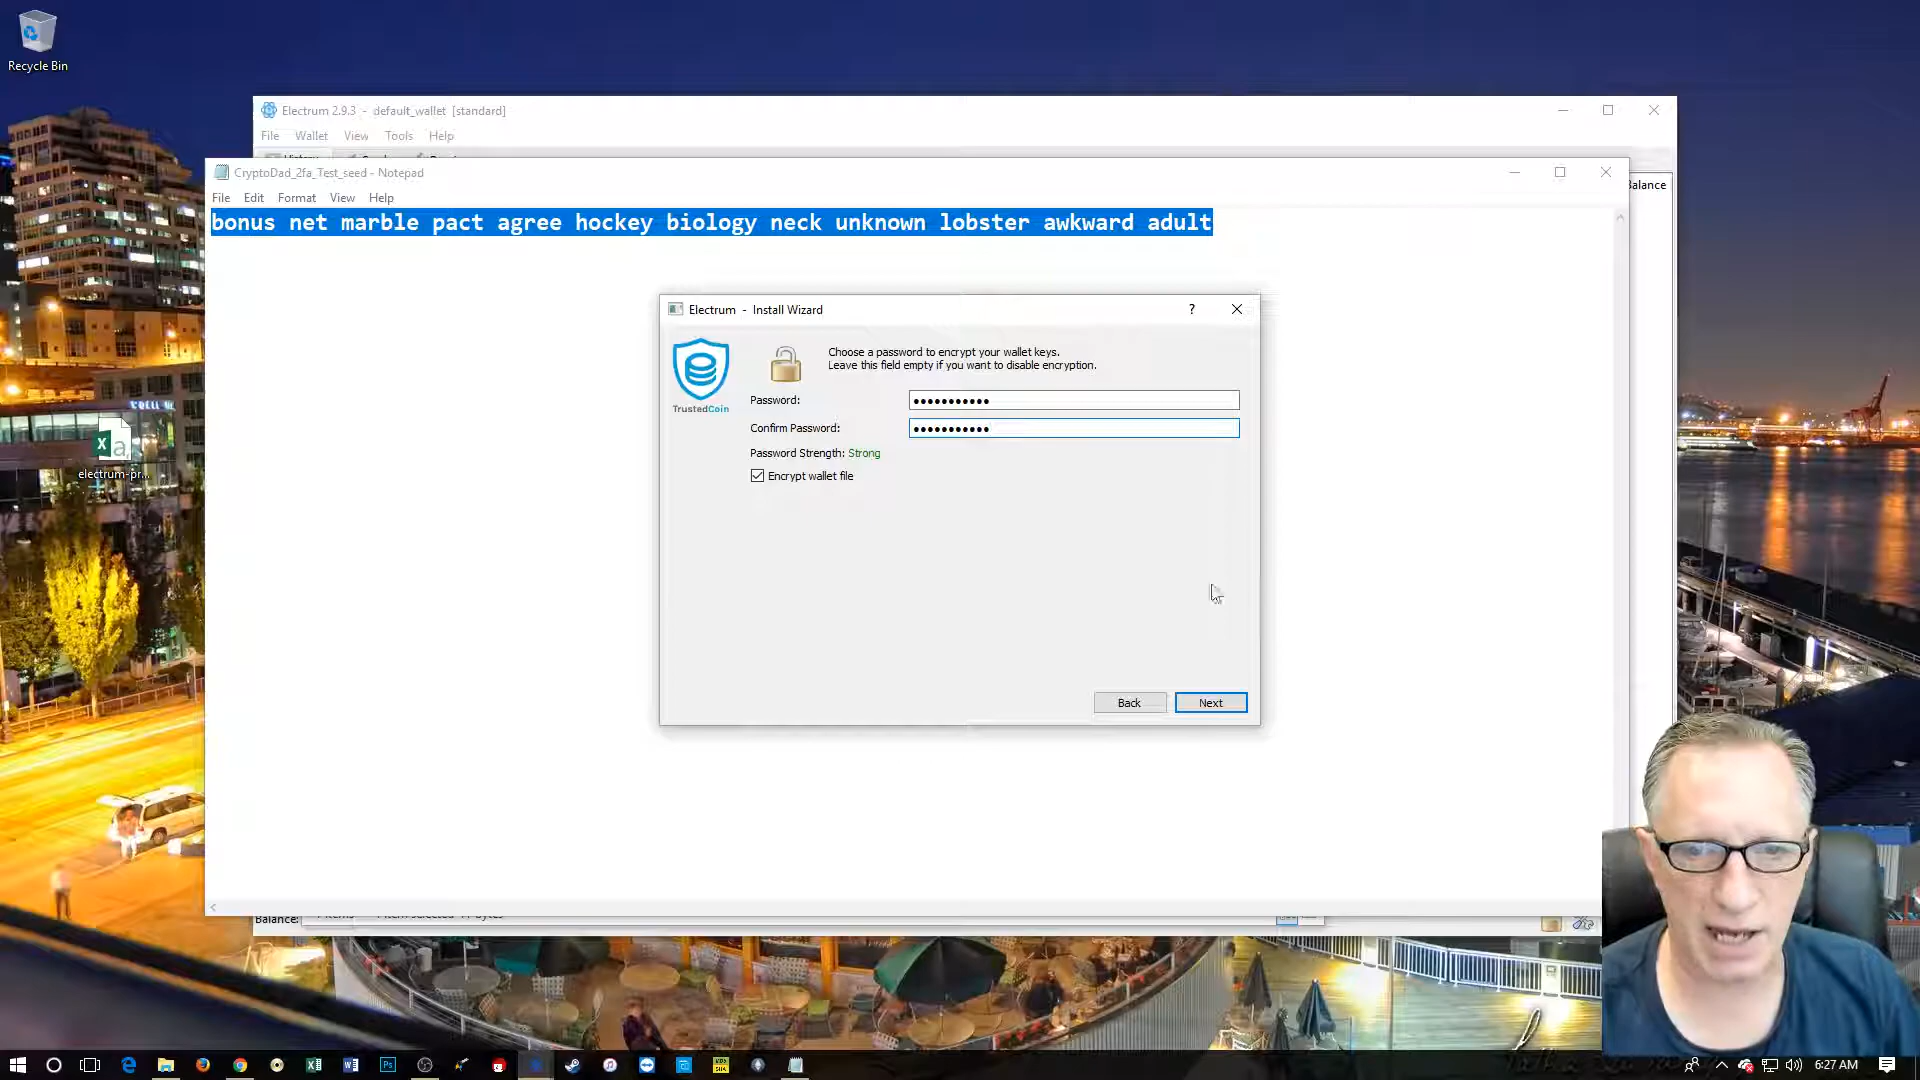 Recycle Bin
Electrum 2.9.3 - default_wallet [standard]
File Wallet View Tools Help
CryptoDad_2fa_Test_seed - Notepad
Balance
File Edit Format View Help
bonus net marble pact agree hockey biology neck unknown lobster awkward adult
Electrum - Install Wizard
?
Choose a password to encrypt your wallet keys.
Leave this field empty if you want to disable encryption.
TrustedCoin
Password: •••••••••••
Confirm Password: •••••••••••
Password Strength: Strong
Encrypt wallet file
electrum-pr...
Back Next
Balance:
6:27 AM